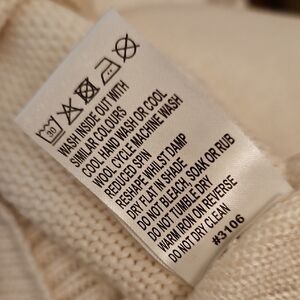 30
WASH INSIDE OUT WITH
SIMILAR COLOURS
COOL HAND WASH OR COOL
WOOL CYCLE MACHINE WASH
REDUCED SPIN
RESHAPE WHILST DAMP
DRY FLAT IN SHADE
DO NOT BLEACH, SOAK OR RUB
DO NOT TUMBLE DRY
WARM IRON ON REVERSE
DO NOT DRY CLEAN
#3106